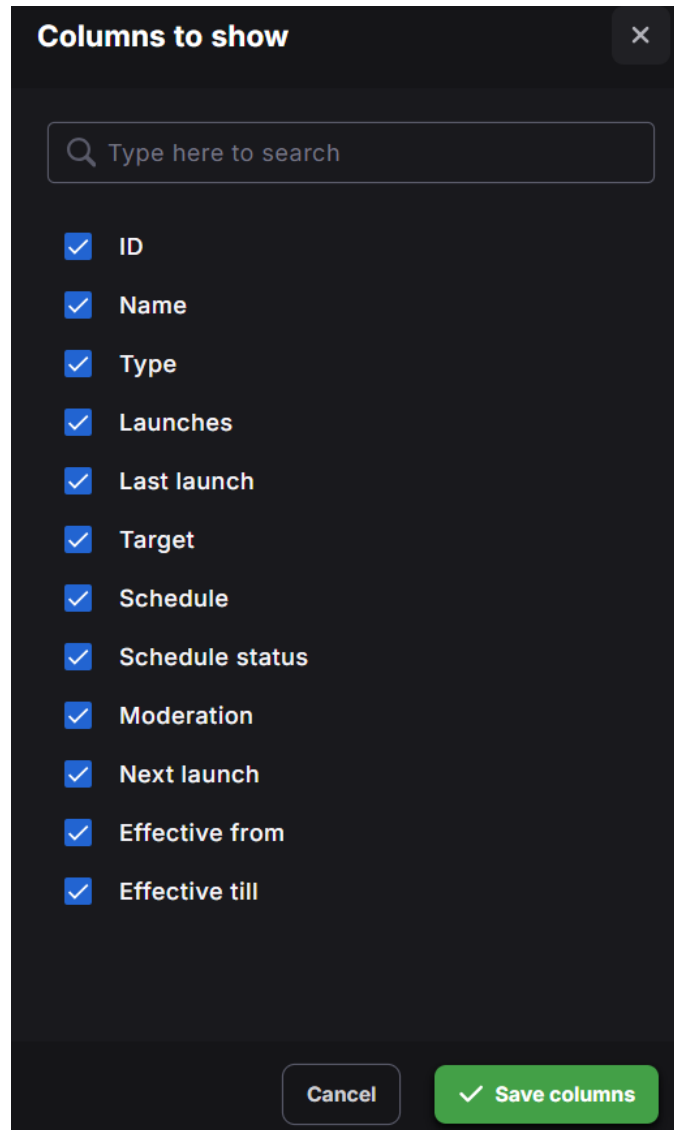 Columns to show
Type here to search
ID
Name
Type
Launches
Last launch
Target
Schedule
Schedule status
Moderation
Next launch
Effective from
Effective till
Cancel
Save columns